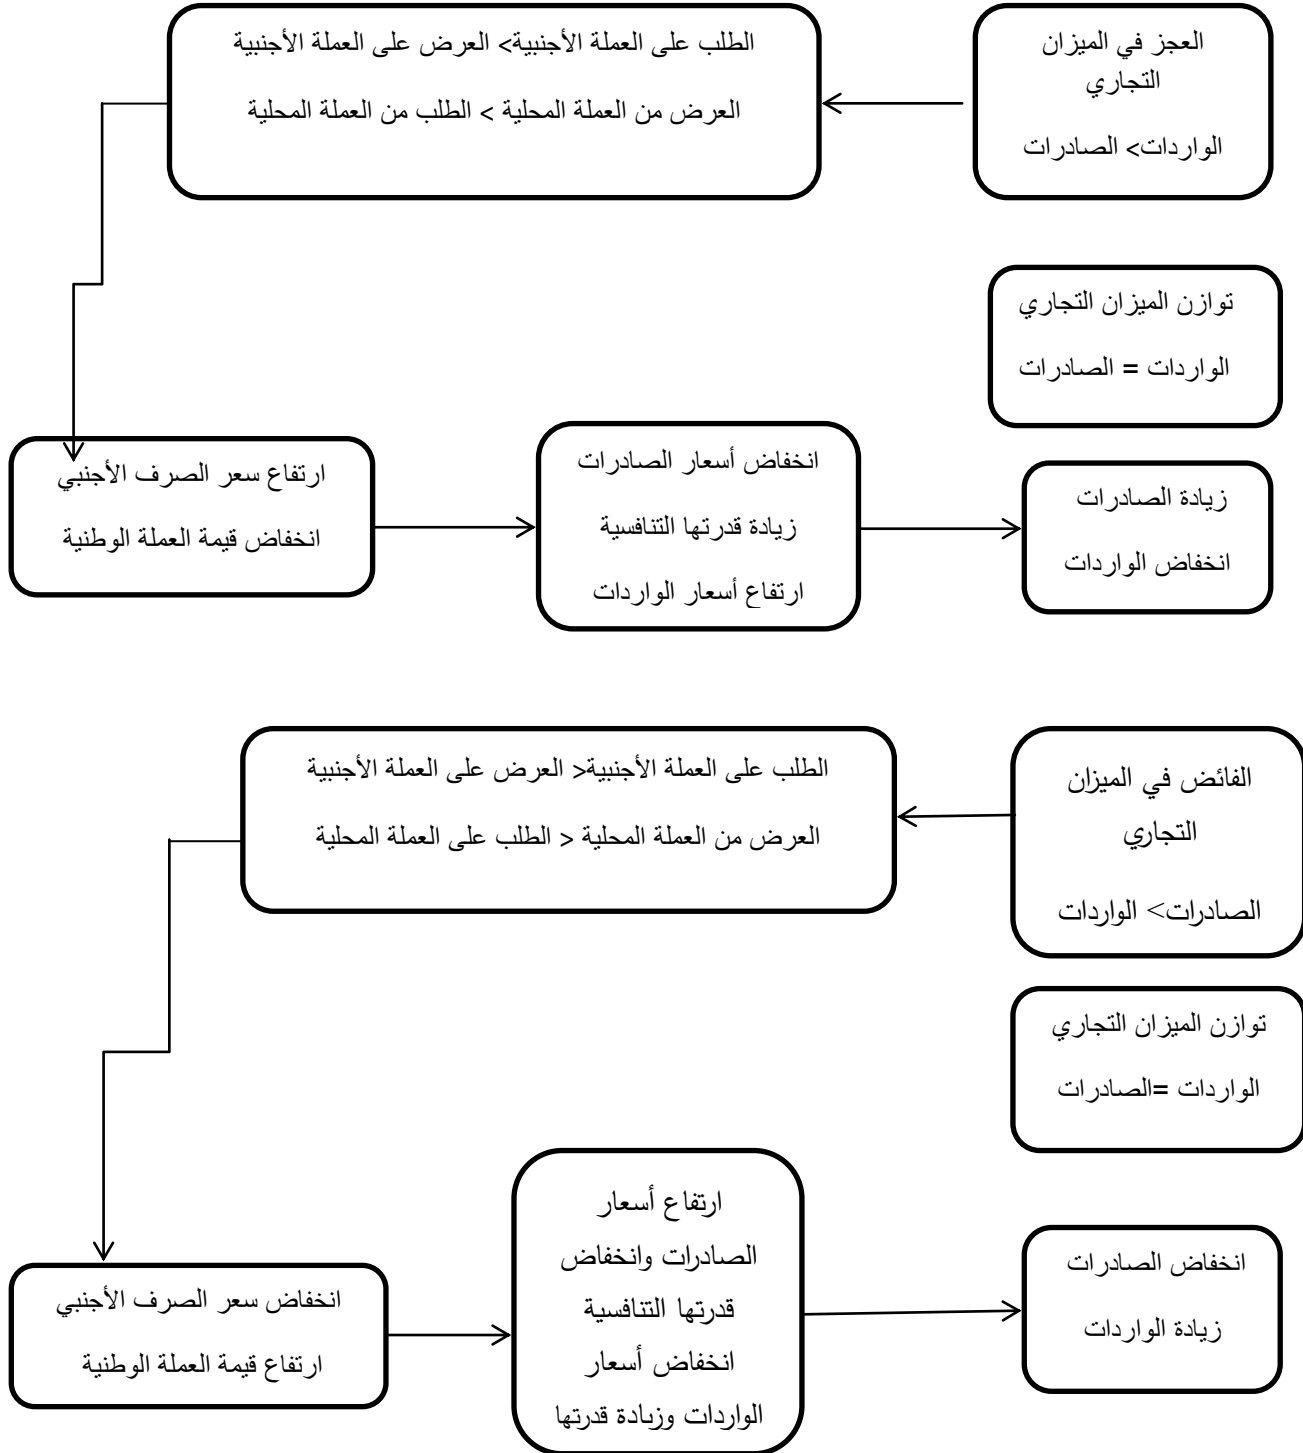 العجز في الميزان
التجاري
الواردات> الصادرات
الطلب على العملة الأجنبية> العرض على العملة الأجنبية
العرض من العملة المحلية > الطلب من العملة المحلية
توازن الميزان التجاري
الواردات = الصادرات
ارتفاع سعر الصرف الأجنبي
انخفاض قيمة العملة الوطنية
انخفاض أسعار الصادرات
زيادة قدرتها التنافسية
ارتفاع أسعار الواردات
زيادة الصادرات
انخفاض الواردات
الفائض في الميزان
التجاري
الصادرات> الواردات
الطلب على العملة الأجنبية< العرض على العملة الأجنبية
العرض من العملة المحلية < الطلب على العملة المحلية
توازن الميزان التجاري
الواردات =الصادرات
انخفاض سعر الصرف الأجنبي
ارتفاع قيمة العملة الوطنية
ارتفاع أسعار
الصادرات وانخفاض
قدرتها التنافسية
انخفاض أسعار
الواردات وزيادة قدرتها
انخفاض الصادرات
زيادة الواردات